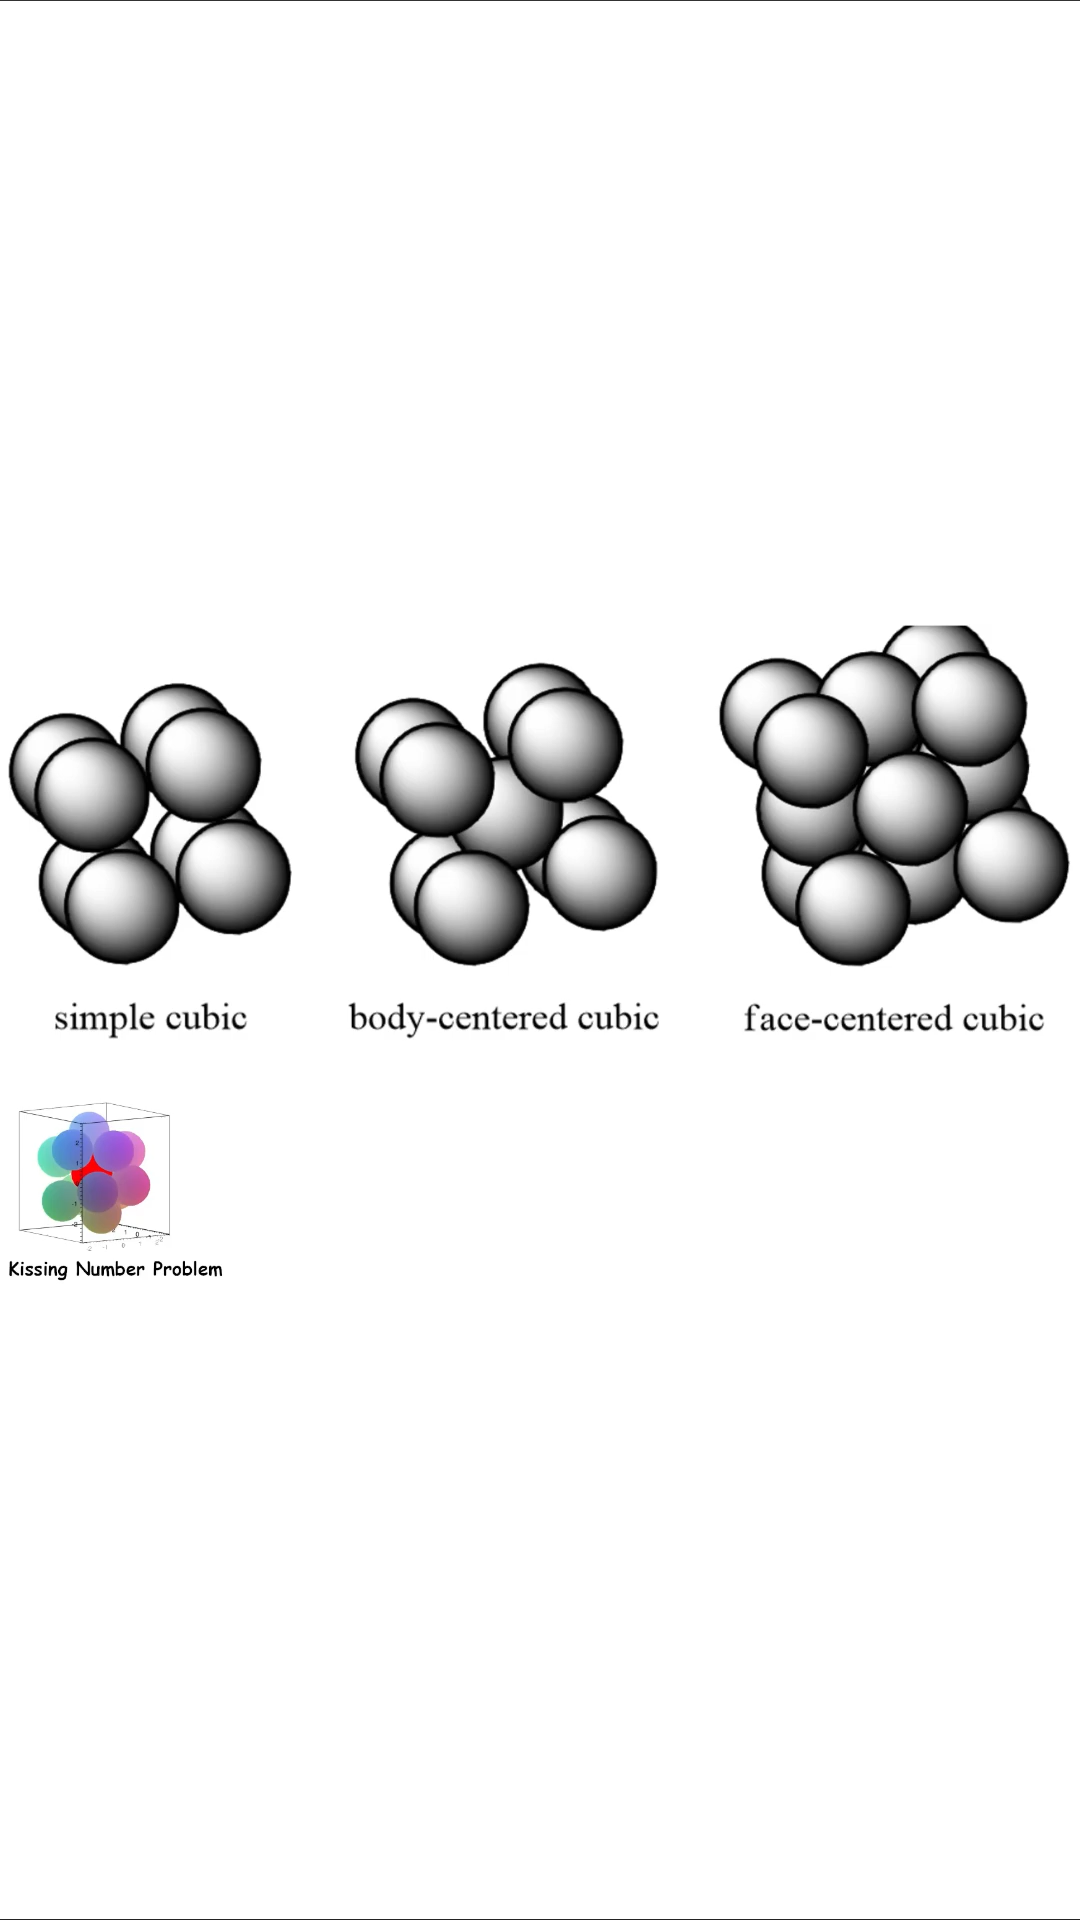 simple cubic
body-centered cubic
face-centered cubic
Kissing Number Problem